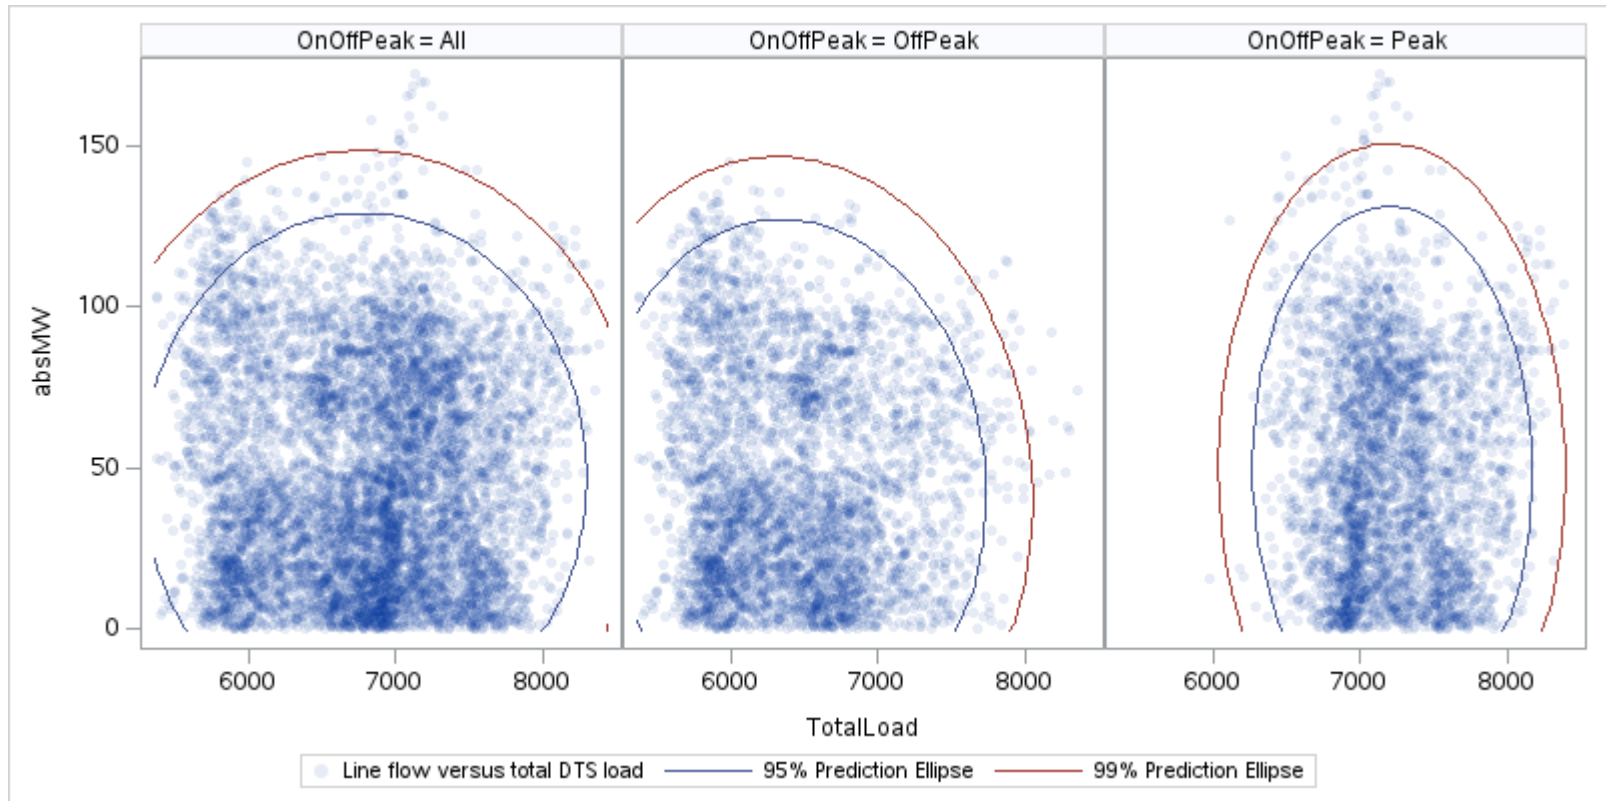 OnOffPeak = All
OnOffPeak = OffPeak
OnOffPeak = Peak
absMW
150
100
50
0
6000 7000 8000
6000 7000 8000
6000 7000 8000
TotalLoad
Line flow versus total DTS load
95% Prediction Ellipse
99% Prediction Ellipse